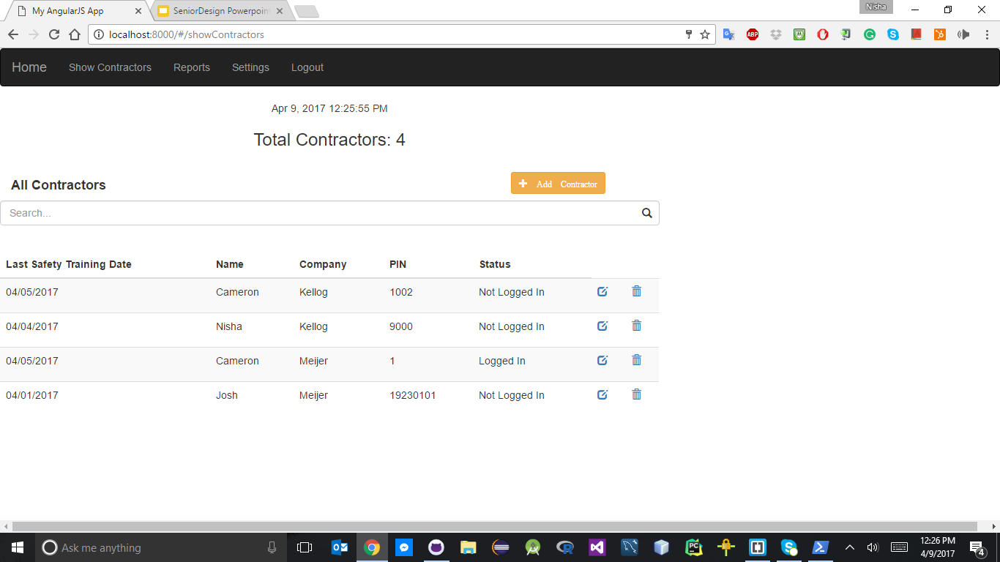 My AngularJS App
SeniorDesign Powerpoint
Nisha
localhost:8000/#/showContractors
ABP
Home Show Contractors Reports Settings Logout
Apr 9, 2017 12:25:55 PM
Total Contractors: 4
All Contractors
Add Contractor
Search...
Last Safety Training Date Name Company PIN Status
04/05/2017 Cameron Kellog 1002 Not Logged In
04/04/2017 Nisha Kellog 9000 Not Logged In
04/05/2017 Cameron Meijer 1 Logged In
04/01/2017 Josh Meijer 19230101 Not Logged In
Ask me anything
PC
12:26 PM
4/9/2017
4